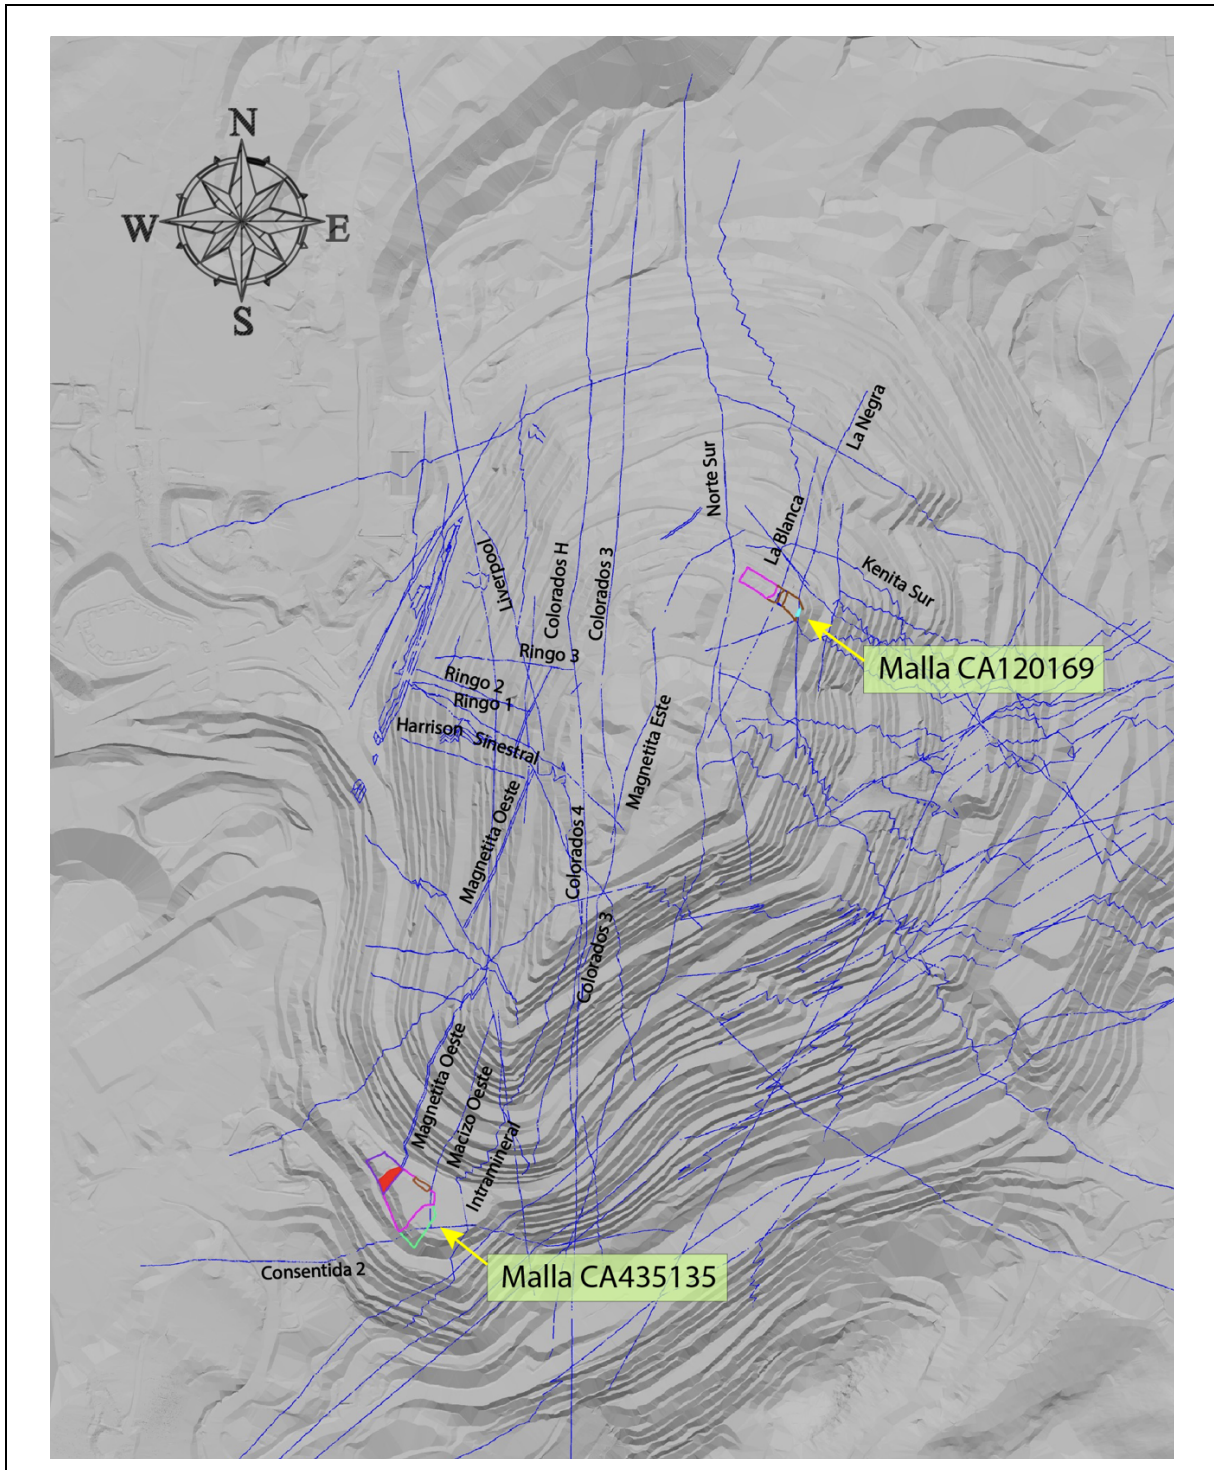 N
W
E
S
La Negra
Norte Sur
La Blanca
Kenita Sur
Liverpool
Colorados H
Colorados 3
Ringo 3
Malla CA120169
Ringo 2
Ringo 1
Harrison
Sinestral
Magnetita Este
Magnetita Oeste
Colorados 4
Colorados 3
Magnetita Oeste
Macizo Oeste
Intramineral
Consentida 2
Malla CA435135